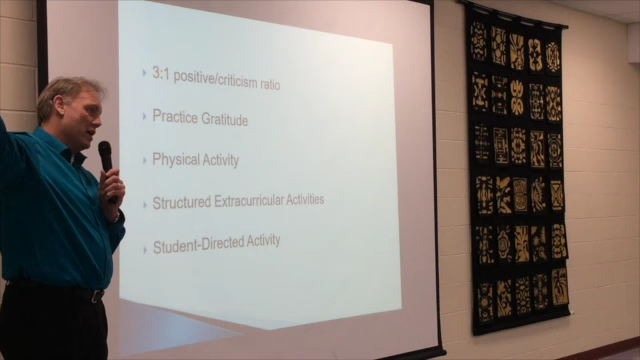 3:1 positive/criticism ratio
Practice Gratitude
Physical Activity
Structured Extracurricular Activities
Student-Directed Activity